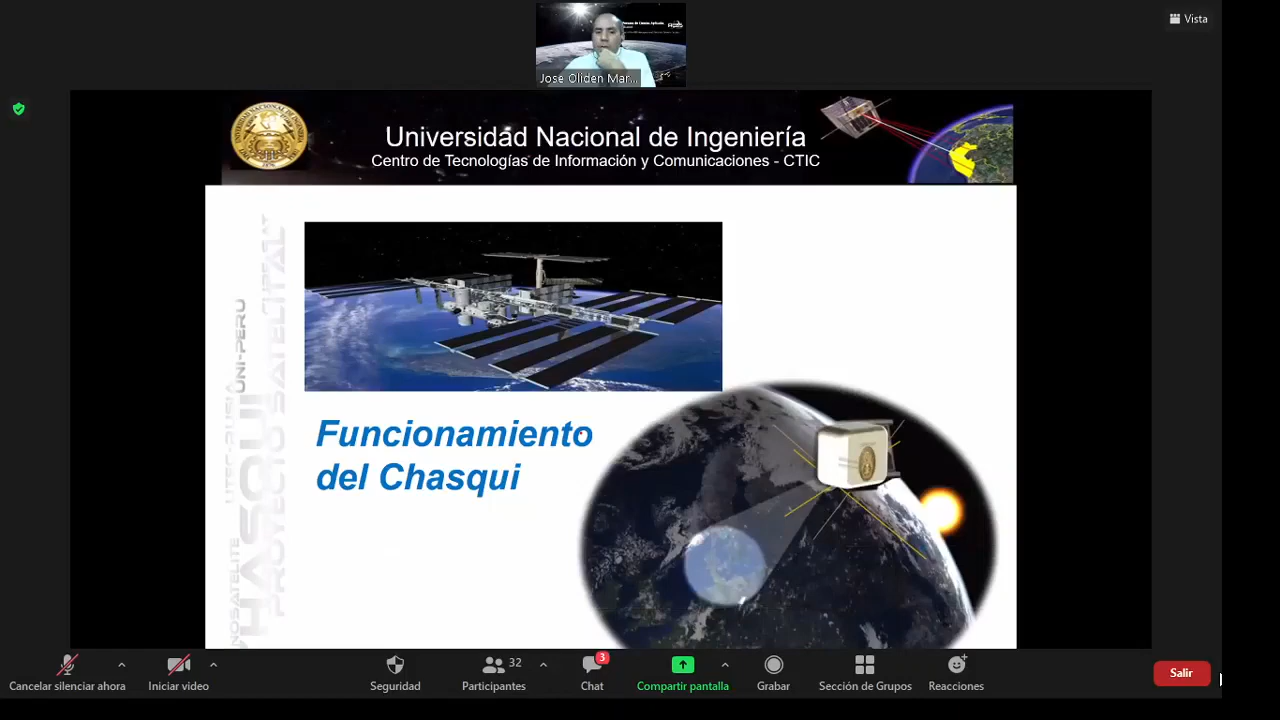 Vista
Jose Oliden Mar...
Universidad Nacional de Ingeniería
Centro de Tecnologías de Información y Comunicaciones - CTIC
UNI-PERU
CHASQUI
PROYECTO SATELITAL
Funcionamiento
del Chasqui
Cancelar silenciar ahora
Iniciar video
Seguridad
32
Participantes
3
Chat
Compartir pantalla
Grabar
Sección de Grupos
Reacciones
Salir